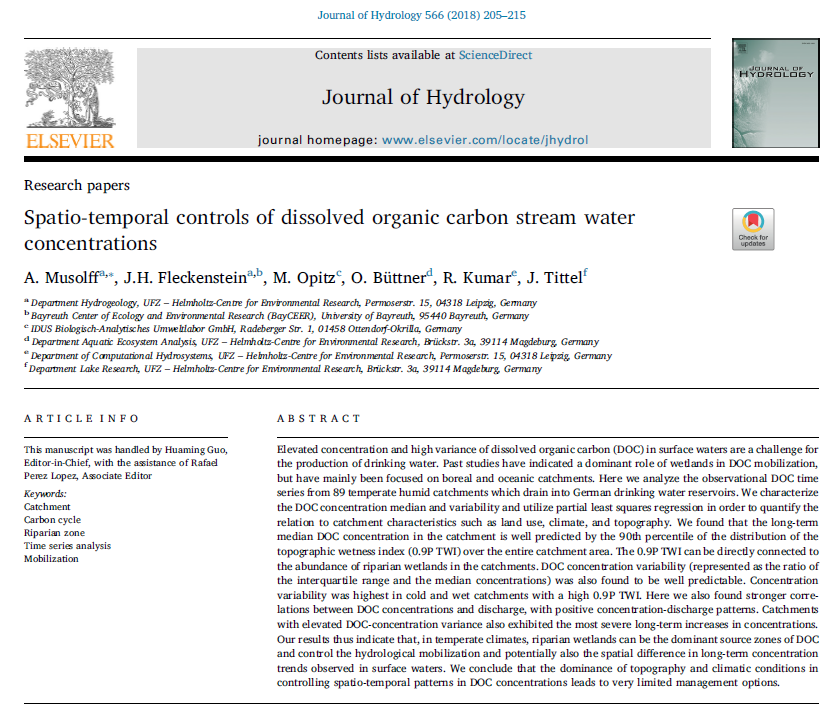 Journal of Hydrology 566 (2018) 205–215
Contents lists available at ScienceDirect
Journal of Hydrology
journal homepage: www.elsevier.com/locate/jhydrol
ELSEVIER
JOURNAL OF
HYDROLOGY
Research papers
Spatio-temporal controls of dissolved organic carbon stream water
concentrations
Check for
updates
A. Musolffa,⁎, J.H. Fleckensteina,b, M. Opitzc, O. Büttnerd, R. Kumare, J. Tittelf
a Department Hydrogeology, UFZ – Helmholtz-Centre for Environmental Research, Permoserstr. 15, 04318 Leipzig, Germany
b Bayreuth Center of Ecology and Environmental Research (BayCEER), University of Bayreuth, 95440 Bayreuth, Germany
c IDUS Biologisch-Analytisches Umweltlabor GmbH, Radeberger Str. 1, 01458 Ottendorf-Okrilla, Germany
d Department Aquatic Ecosystem Analysis, UFZ – Helmholtz-Centre for Environmental Research, Brückstr. 3a, 39114 Magdeburg, Germany
e Department of Computational Hydrosystems, UFZ – Helmholtz-Centre for Environmental Research, Permoserstr. 15, 04318 Leipzig, Germany
f Department Lake Research, UFZ – Helmholtz-Centre for Environmental Research, Brückstr. 3a, 39114 Magdeburg, Germany
ARTICLE INFO
This manuscript was handled by Huaming Guo,
Editor-in-Chief, with the assistance of Rafael
Perez Lopez, Associate Editor
Keywords:
Catchment
Carbon cycle
Riparian zone
Time series analysis
Mobilization
ABSTRACT
Elevated concentration and high variance of dissolved organic carbon (DOC) in surface waters are a challenge for
the production of drinking water. Past studies have indicated a dominant role of wetlands in DOC mobilization,
but have mainly been focused on boreal and oceanic catchments. Here we analyze the observational DOC time
series from 89 temperate humid catchments which drain into German drinking water reservoirs. We characterize
the DOC concentration median and variability and utilize partial least squares regression in order to quantify the
relation to catchment characteristics such as land use, climate, and topography. We found that the long-term
median DOC concentration in the catchment is well predicted by the 90th percentile of the distribution of the
topographic wetness index (0.9P TWI) over the entire catchment area. The 0.9P TWI can be directly connected to
the abundance of riparian wetlands in the catchments. DOC concentration variability (represented as the ratio of
the interquartile range and the median concentrations) was also found to be well predictable. Concentration
variability was highest in cold and wet catchments with a high 0.9P TWI. Here we also found stronger corre-
lations between DOC concentrations and discharge, with positive concentration-discharge patterns. Catchments
with elevated DOC-concentration variance also exhibited the most severe long-term increases in concentrations.
Our results thus indicate that, in temperate climates, riparian wetlands can be the dominant source zones of DOC
and control the hydrological mobilization and potentially also the spatial difference in long-term concentration
trends observed in surface waters. We conclude that the dominance of topography and climatic conditions in
controlling spatio-temporal patterns in DOC concentrations leads to very limited management options.